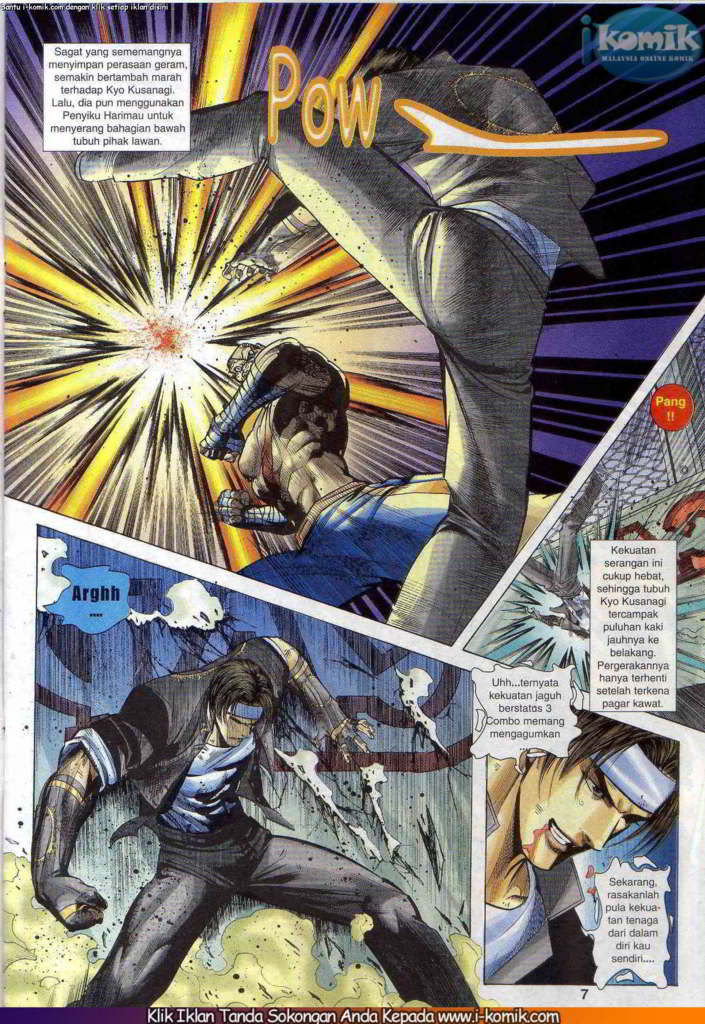 Bantu i-komik.com dengan klik setiap iklan disini
iKomik
MALAYSIA ONLINE KOMIK
Sagat yang sememangnya
menyimpan perasaan geram,
semakin bertambah marah
terhadap Kyo Kusanagi.
Lalu, dia pun menggunakan
Penyiku Harimau untuk
menyerang bahagian bawah
tubuh pihak lawan.
Pow
Pang
!!
Kekuatan
serangan ini
cukup hebat,
sehingga tubuh
Kyo Kusanagi
tercampak
puluhan kaki
jauhnya ke
belakang.
Pergerakannya
hanya terhenti
setelah terkena
pagar kawat.
Arghh
....
Uhh...ternyata
kekuatan jaguh
berstatos 3
Combo memang
mengagumkan
...
Sekarang,
rasakanlah
pula kekua-
tan tenaga
dari dalam
diri kau
sendiri....
7
Klik Iklan Tanda Sokongan Anda Kepada www.i-komik.com